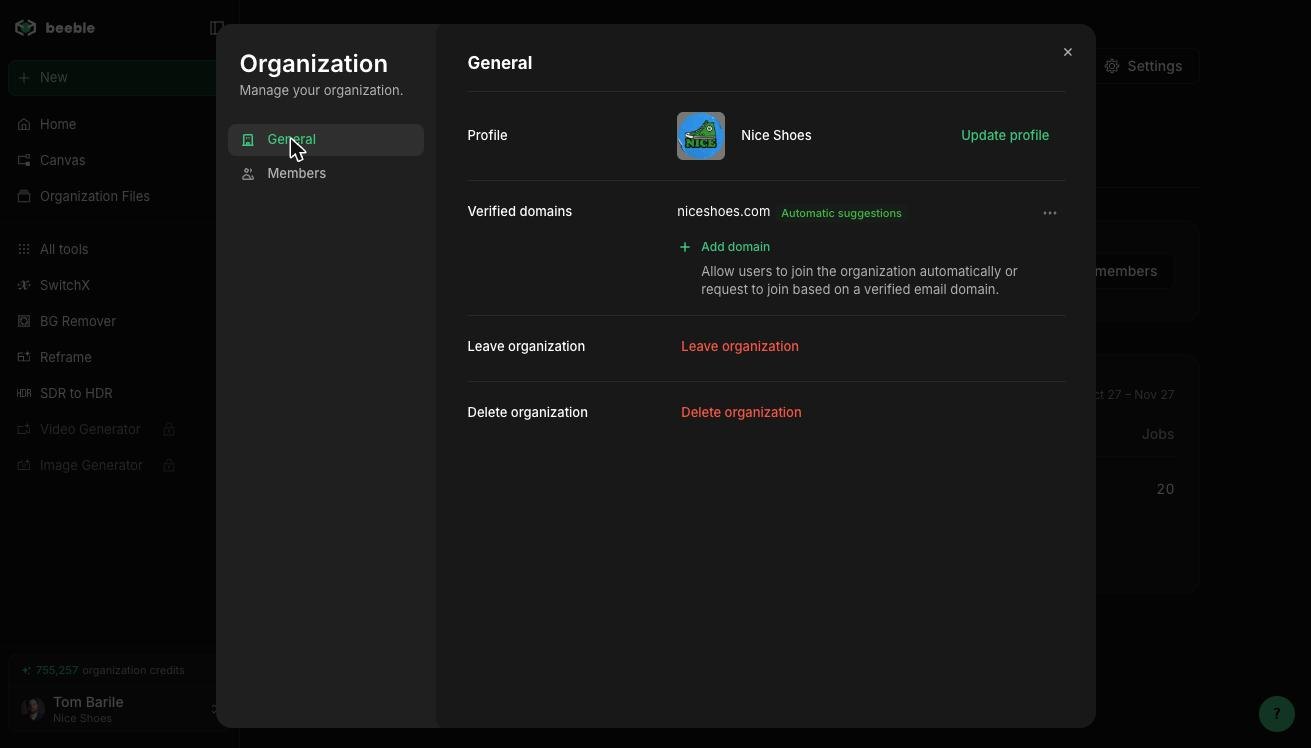 beeble
New
Home
Canvas
Organization Files
All tools
SwitchX
BG Remover
Reframe
HDR SDR to HDR
Video Generator
Image Generator
755,257 organization credits
Tom Barile
Nice Shoes
Organization
Manage your organization.
General
Members
General
Profile
NICE
Nice Shoes
Update profile
Verified domains
niceshoes.com Automatic suggestions
Add domain
Allow users to join the organization automatically or
request to join based on a verified email domain.
Leave organization
Leave organization
Delete organization
Delete organization
Settings
members
27 – Nov 27
Jobs
20
?